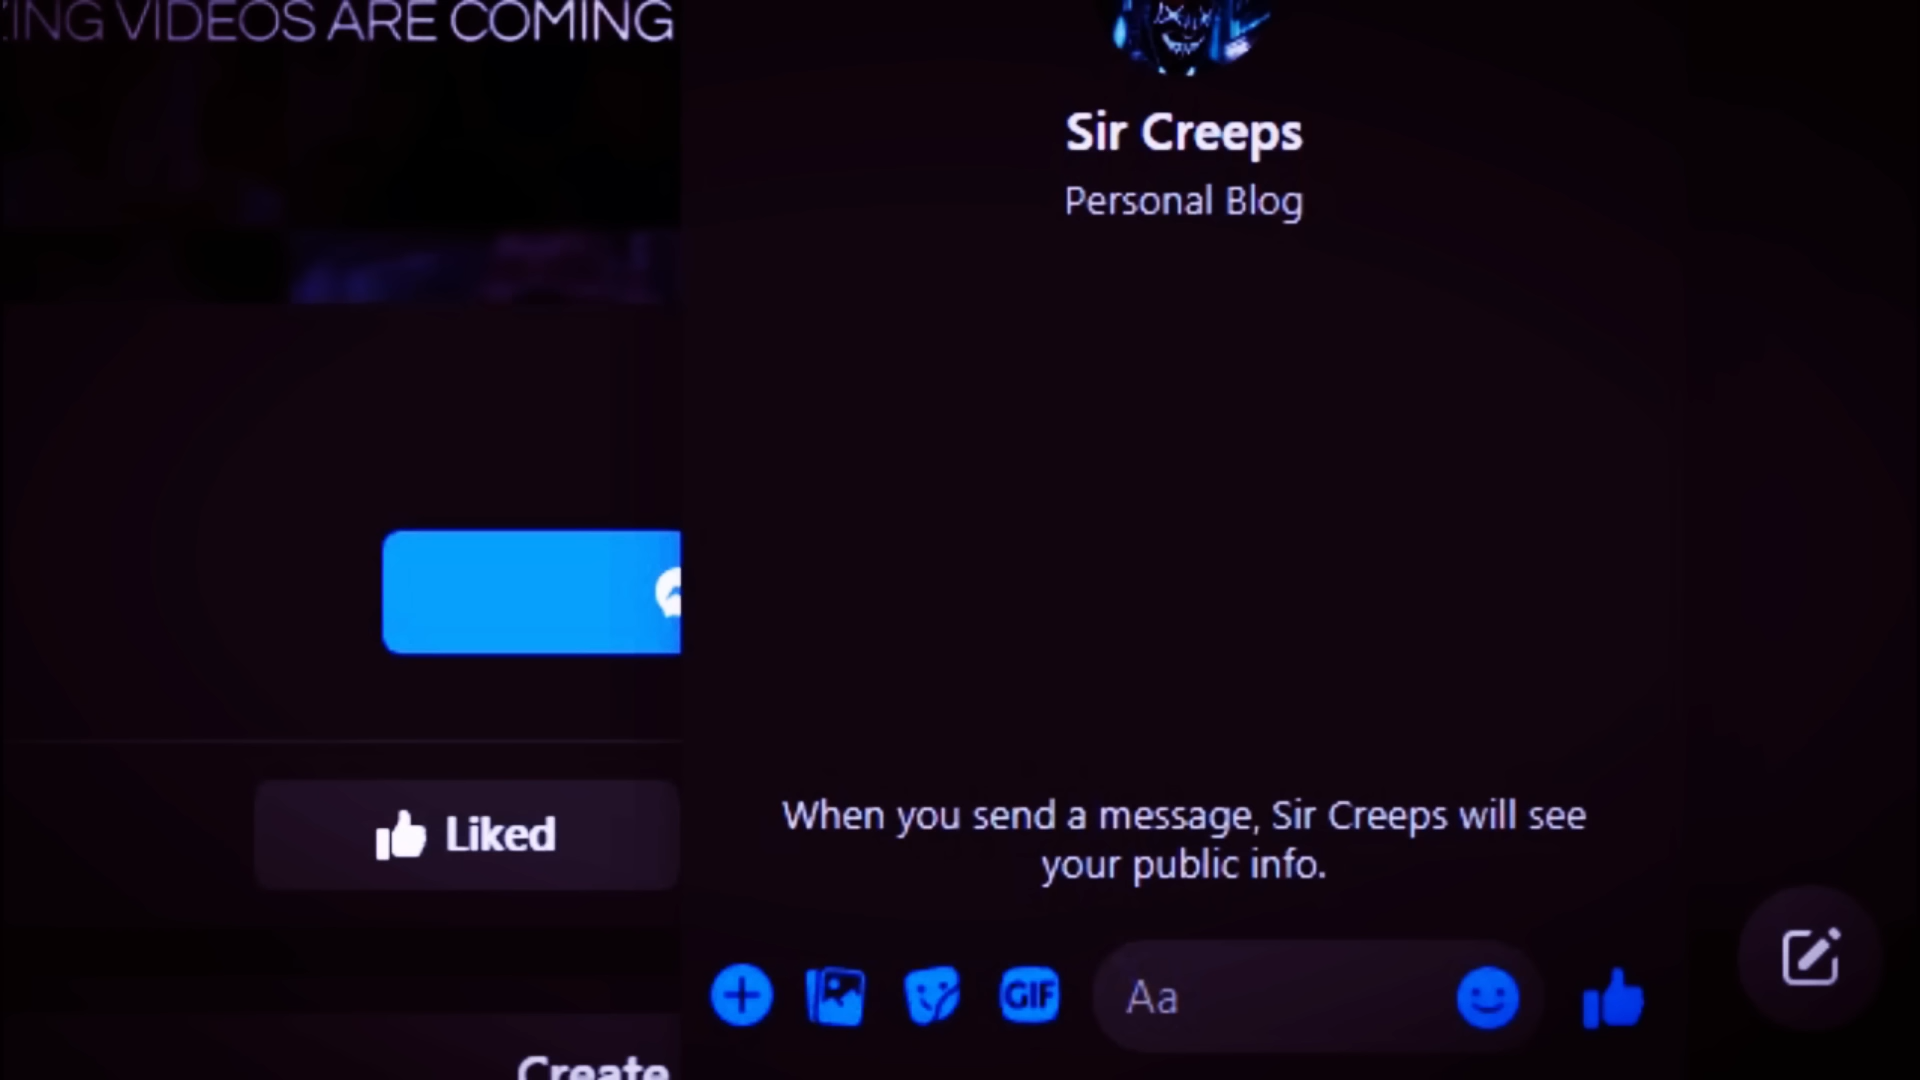 ING VIDEOS ARE COMING
Sir Creeps
Personal Blog
Liked
When you send a message, Sir Creeps will see
your public info.
GIF
Aa
Create